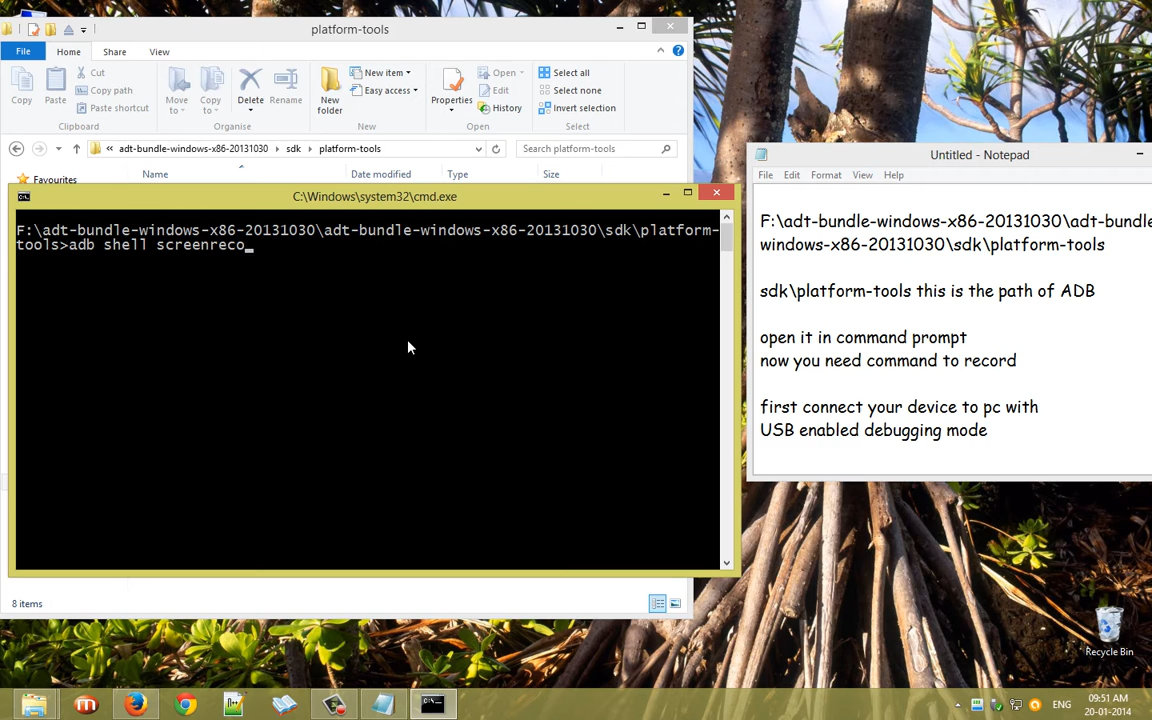 platform-tools
File Home Share View
Copy
Paste
Cut
Copy path
Paste shortcut
Clipboard
Move to
Copy to
Delete
Rename
Organise
New folder
New item
Easy access
New
Properties
Open
Edit
History
Open
Select all
Select none
Invert selection
Select
« adt-bundle-windows-x86-20131030 sdk platform-tools
Search platform-tools
Favourites
Name Date modified Type Size
C:\Windows\system32\cmd.exe
F:\adt-bundle-windows-x86-20131030\adt-bundle-windows-x86-20131030\sdk\platform-
tools>adb shell screenreco_
8 items
Untitled - Notepad
File Edit Format View Help
F:\adt-bundle-windows-x86-20131030\adt-bundle
windows-x86-20131030\sdk\platform-tools
sdk\platform-tools this is the path of ADB
open it in command prompt
now you need command to record
first connect your device to pc with
USB enabled debugging mode
Recycle Bin
ENG
09:51 AM
20-01-2014